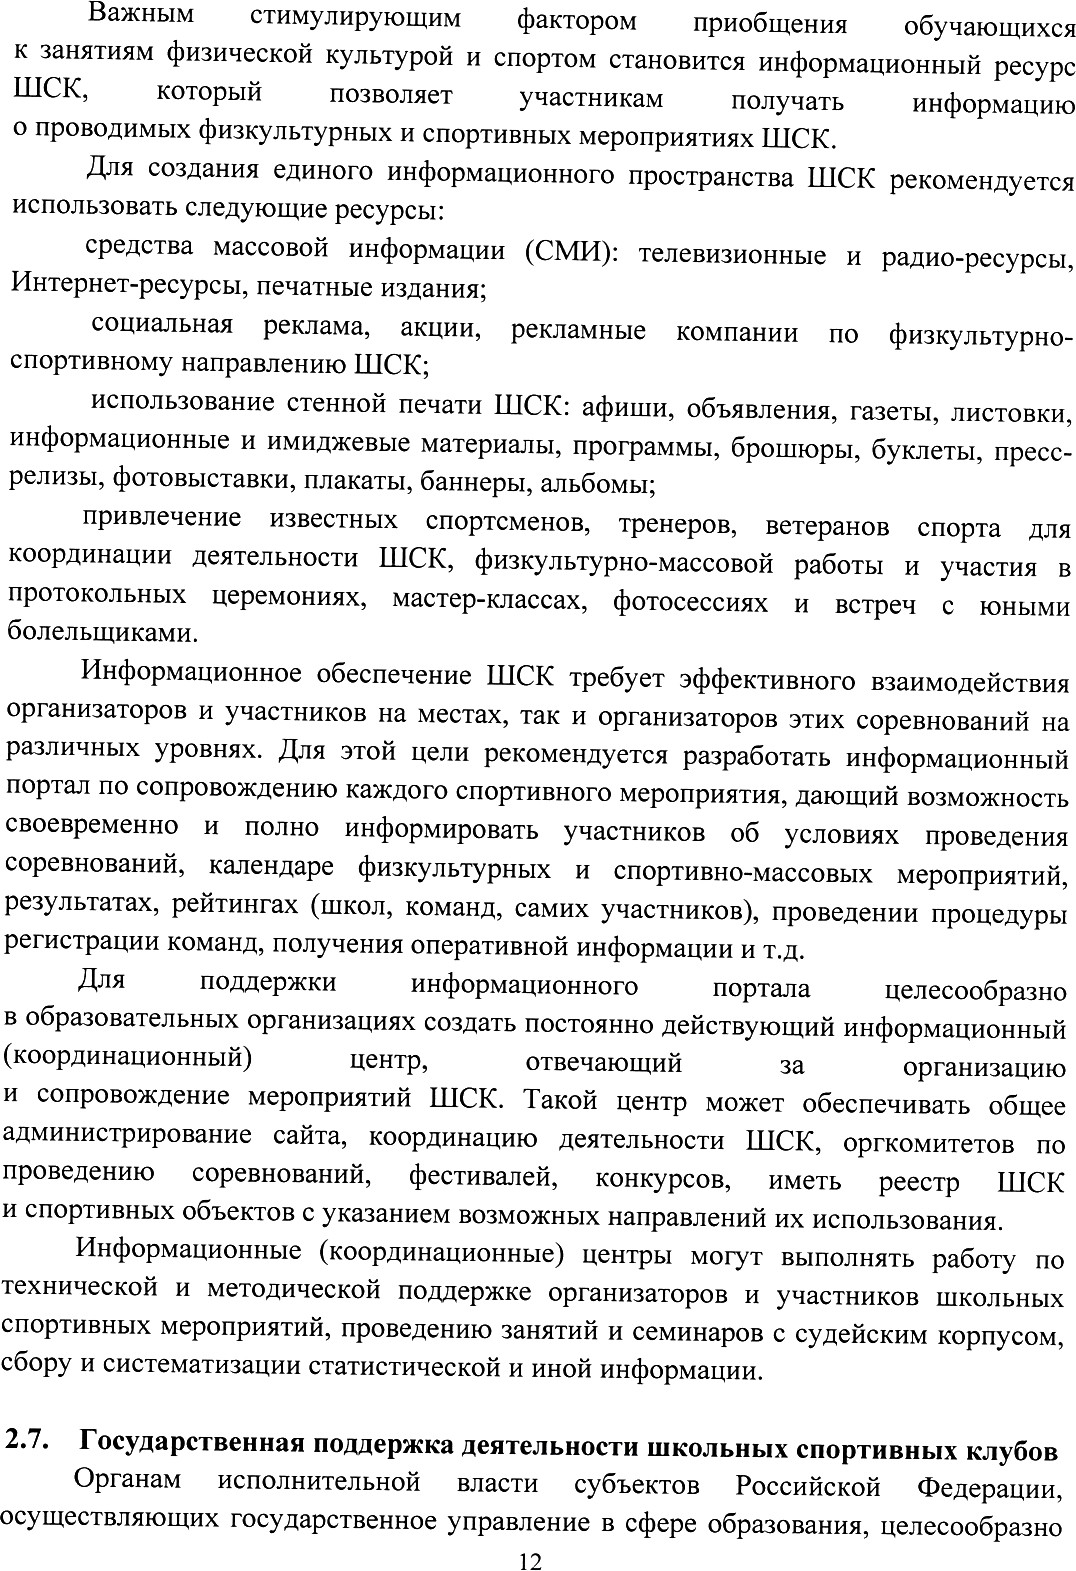 Важным стимулирующим фактором приобщения обучающихся
к занятиям физической культурой и спортом становится информационный ресурс
ШСК, который позволяет участникам получать информацию
о проводимых физкультурных и спортивных мероприятиях ШСК.
Для создания единого информационного пространства ШСК рекомендуется
использовать следующие ресурсы:
средства массовой информации (СМИ): телевизионные и радио-ресурсы,
Интернет-ресурсы, печатные издания;
социальная реклама, акции, рекламные компании по физкультурно-
спортивному направлению ШСК;
использование стенной печати ШСК: афиши, объявления, газеты, листовки,
информационные и имиджевые материалы, программы, брошюры, буклеты, пресс-
релизы, фотовыставки, плакаты, баннеры, альбомы;
привлечение известных спортсменов, тренеров, ветеранов спорта для
координации деятельности ШСК, физкультурно-массовой работы и участия в
протокольных церемониях, мастер-классах, фотосессиях и встреч с юными
болельщиками.
Информационное обеспечение ШСК требует эффективного взаимодействия
организаторов и участников на местах, так и организаторов этих соревнований на
различных уровнях. Для этой цели рекомендуется разработать информационный
портал по сопровождению каждого спортивного мероприятия, дающий возможность
своевременно и полно информировать участников об условиях проведения
соревнований, календаре физкультурных и спортивно-массовых мероприятий,
результатах, рейтингах (школ, команд, самих участников), проведении процедуры
регистрации команд, получения оперативной информации и т.д.
Для поддержки информационного портала целесообразно
в образовательных организациях создать постоянно действующий информационный
(координационный) центр, отвечающий за организацию
и сопровождение мероприятий ШСК. Такой центр может обеспечивать общее
администрирование сайта, координацию деятельности ШСК, оргкомитетов по
проведению соревнований, фестивалей, конкурсов, иметь реестр ШСК
и спортивных объектов с указанием возможных направлений их использования.
Информационные (координационные) центры могут выполнять работу по
технической и методической поддержке организаторов и участников школьных
спортивных мероприятий, проведению занятий и семинаров с судейским корпусом,
сбору и систематизации статистической и иной информации.
2.7. Государственная поддержка деятельности школьных спортивных клубов
Органам исполнительной власти субъектов Российской Федерации,
осуществляющих государственное управление в сфере образования, целесообразно
12